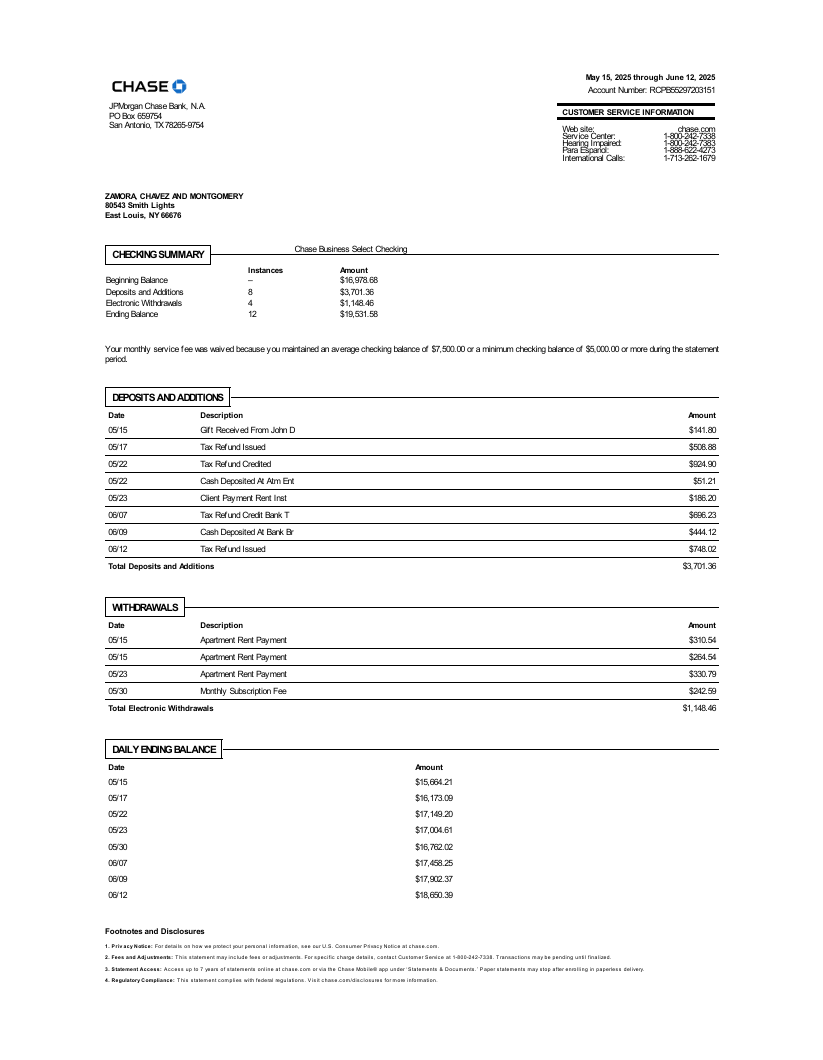 CHASE
May 15, 2025 through June 12, 2025
Account Number: RCPB55297203151
JPMorgan Chase Bank, N.A.
PO Box 659754
San Antonio, TX 78265-9754
CUSTOMER SERVICE INFORMATION
Web site: chase.com
Service Center: 1-800-242-7338
Hearing Impaired: 1-800-242-7383
Para Espanol: 1-888-622-4273
International Calls: 1-713-262-1679
ZAMORA, CHAVEZ AND MONTGOMERY
80543 Smith Lights
East Louis, NY 66676
CHECKING SUMMARY Chase Business Select Checking
Instances Amount
Beginning Balance – $16,978.68
Deposits and Additions 8 $3,701.36
Electronic Withdrawals 4 $1,148.46
Ending Balance 12 $19,531.58
Your monthly service fee was waived because you maintained an average checking balance of $7,500.00 or a minimum checking balance of $5,000.00 or more during the statement
period.
DEPOSITS AND ADDITIONS
Date Description Amount
05/15 Gift Received From John D $141.80
05/17 Tax Refund Issued $508.88
05/22 Tax Refund Credited $924.90
05/22 Cash Deposited At Atm Ent $51.21
05/23 Client Payment Rent Inst $186.20
06/07 Tax Refund Credit Bank T $696.23
06/09 Cash Deposited At Bank Br $444.12
06/12 Tax Refund Issued $748.02
Total Deposits and Additions $3,701.36
WITHDRAWALS
Date Description Amount
05/15 Apartment Rent Payment $310.54
05/15 Apartment Rent Payment $264.54
05/23 Apartment Rent Payment $330.79
05/30 Monthly Subscription Fee $242.59
Total Electronic Withdrawals $1,148.46
DAILY ENDING BALANCE
Date Amount
05/15 $15,664.21
05/17 $16,173.09
05/22 $17,149.20
05/23 $17,004.61
05/30 $16,762.02
06/07 $17,458.25
06/09 $17,902.37
06/12 $18,650.39
Footnotes and Disclosures
1. Privacy Notice: For details on how we protect your personal information, see our U.S. Consumer Privacy Notice at chase.com.
2. Fees and Adjustments: This statement may include fees or adjustments. For specific charge details, contact Customer Service at 1-800-242-7338. Transactions may be pending until finalized.
3. Statement Access: Access up to 7 years of statements online at chase.com or via the Chase Mobile® app under 'Statements & Documents.' Paper statements may stop after enrolling in paperless delivery.
4. Regulatory Compliance: This statement complies with federal regulations. Visit chase.com/disclosures for more information.